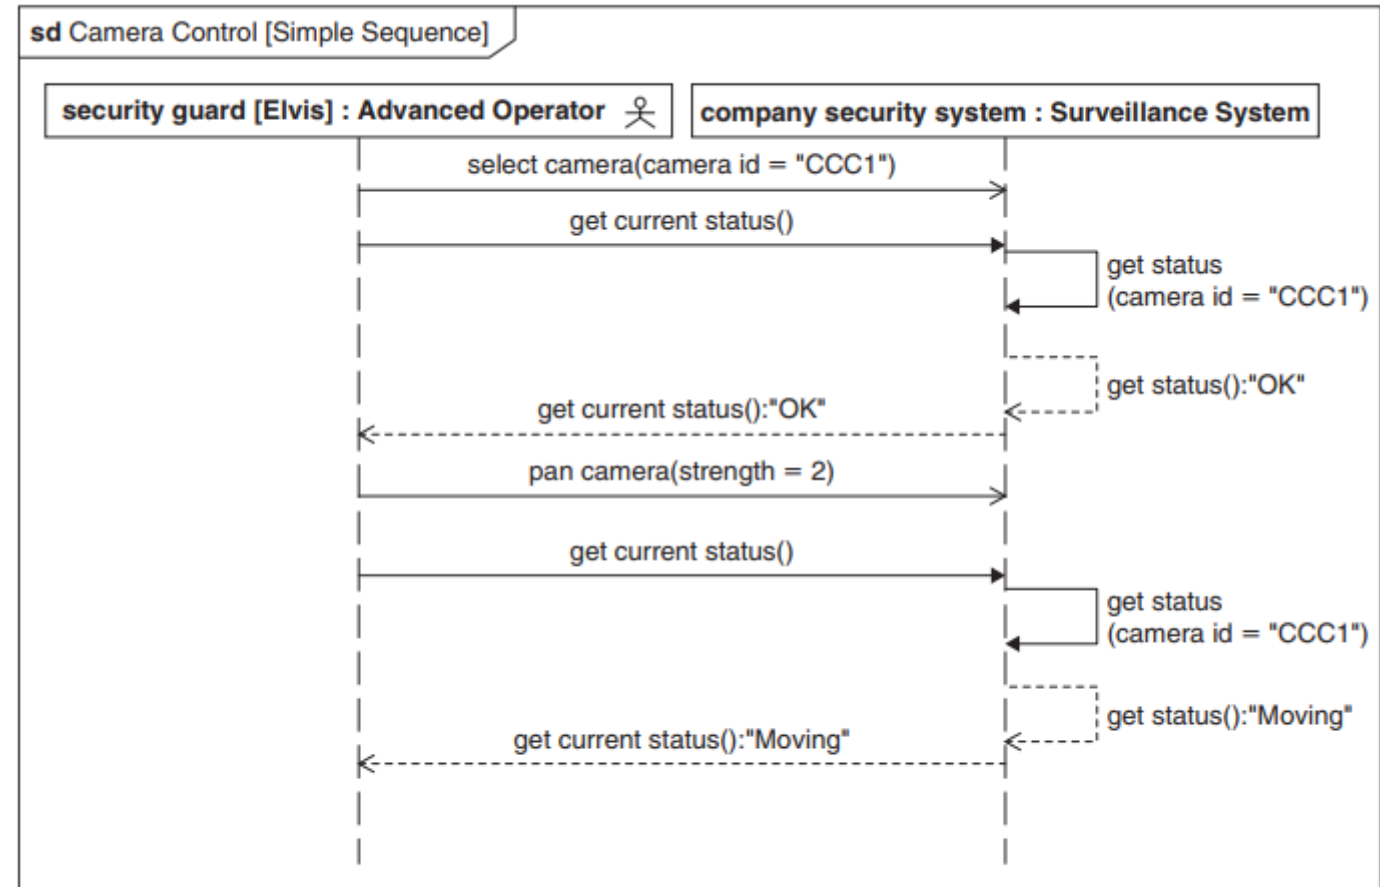 sd Camera Control [Simple Sequence]
security guard [Elvis] : Advanced Operator
company security system : Surveillance System
select camera(camera id = "CCC1")
get current status()
get status
(camera id = "CCC1")
get status():"OK"
get current status():"OK"
pan camera(strength = 2)
get current status()
get status
(camera id = "CCC1")
get status():"Moving"
get current status():"Moving"